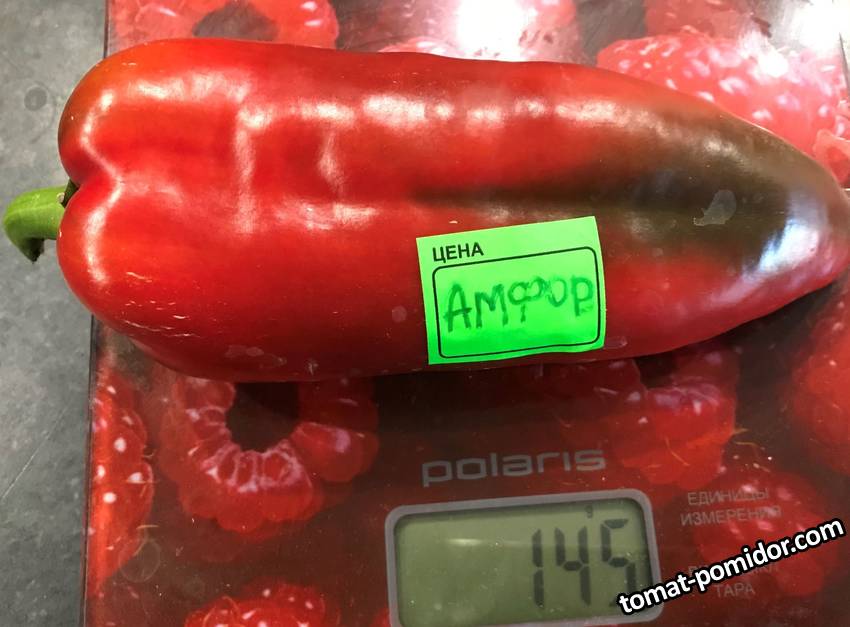 ЦЕНА
Амфор
polaris
ЕДИНИЦЫ
ИЗМЕРЕНИЯ
g
145
tomat-pomidor.com
ТАРА